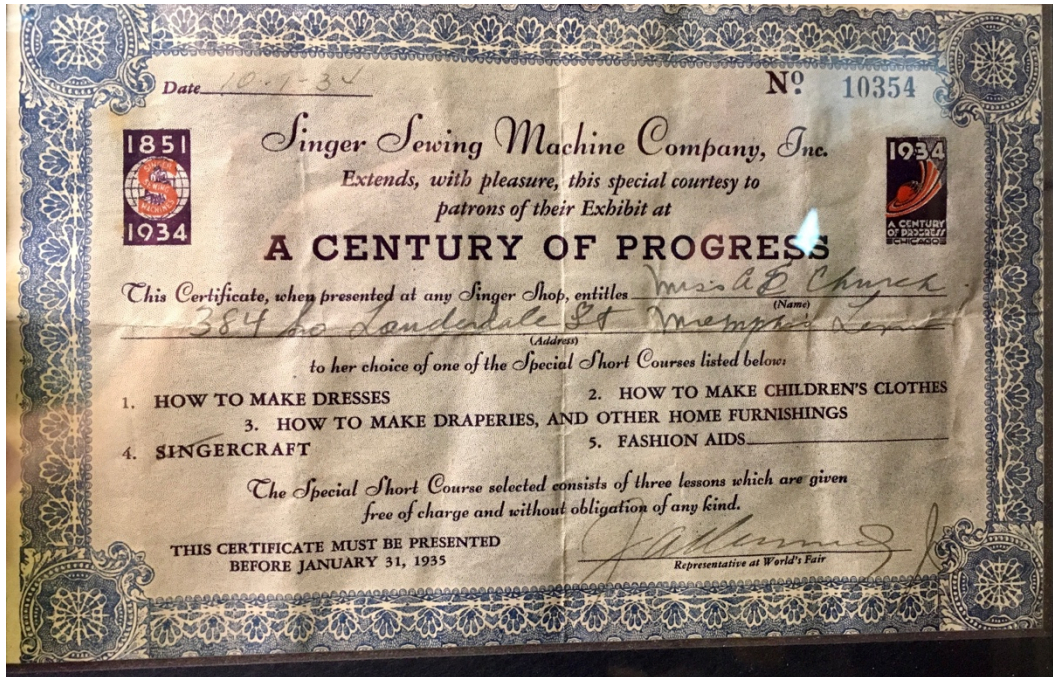 Date 10-1-34
Nº 10354
1851
SINGER
SEWING
MACHINES
1934
Singer Sewing Machine Company, Inc.
1934
A CENTURY
OF PROGRESS
CHICAGO
Extends, with pleasure, this special courtesy to
patrons of their Exhibit at
A CENTURY OF PROGRESS
This Certificate, when presented at any Singer Shop, entitles Miss A Church
(Name)
384 So Lauderdale St Memphis Tenn
(Address)
to her choice of one of the Special Short Courses listed below:
1. HOW TO MAKE DRESSES 2. HOW TO MAKE CHILDREN'S CLOTHES
3. HOW TO MAKE DRAPERIES, AND OTHER HOME FURNISHINGS
4. SINGERCRAFT 5. FASHION AIDS
The Special Short Course selected consists of three lessons which are given
free of charge and without obligation of any kind.
THIS CERTIFICATE MUST BE PRESENTED
BEFORE JANUARY 31, 1935
Representative at World's Fair